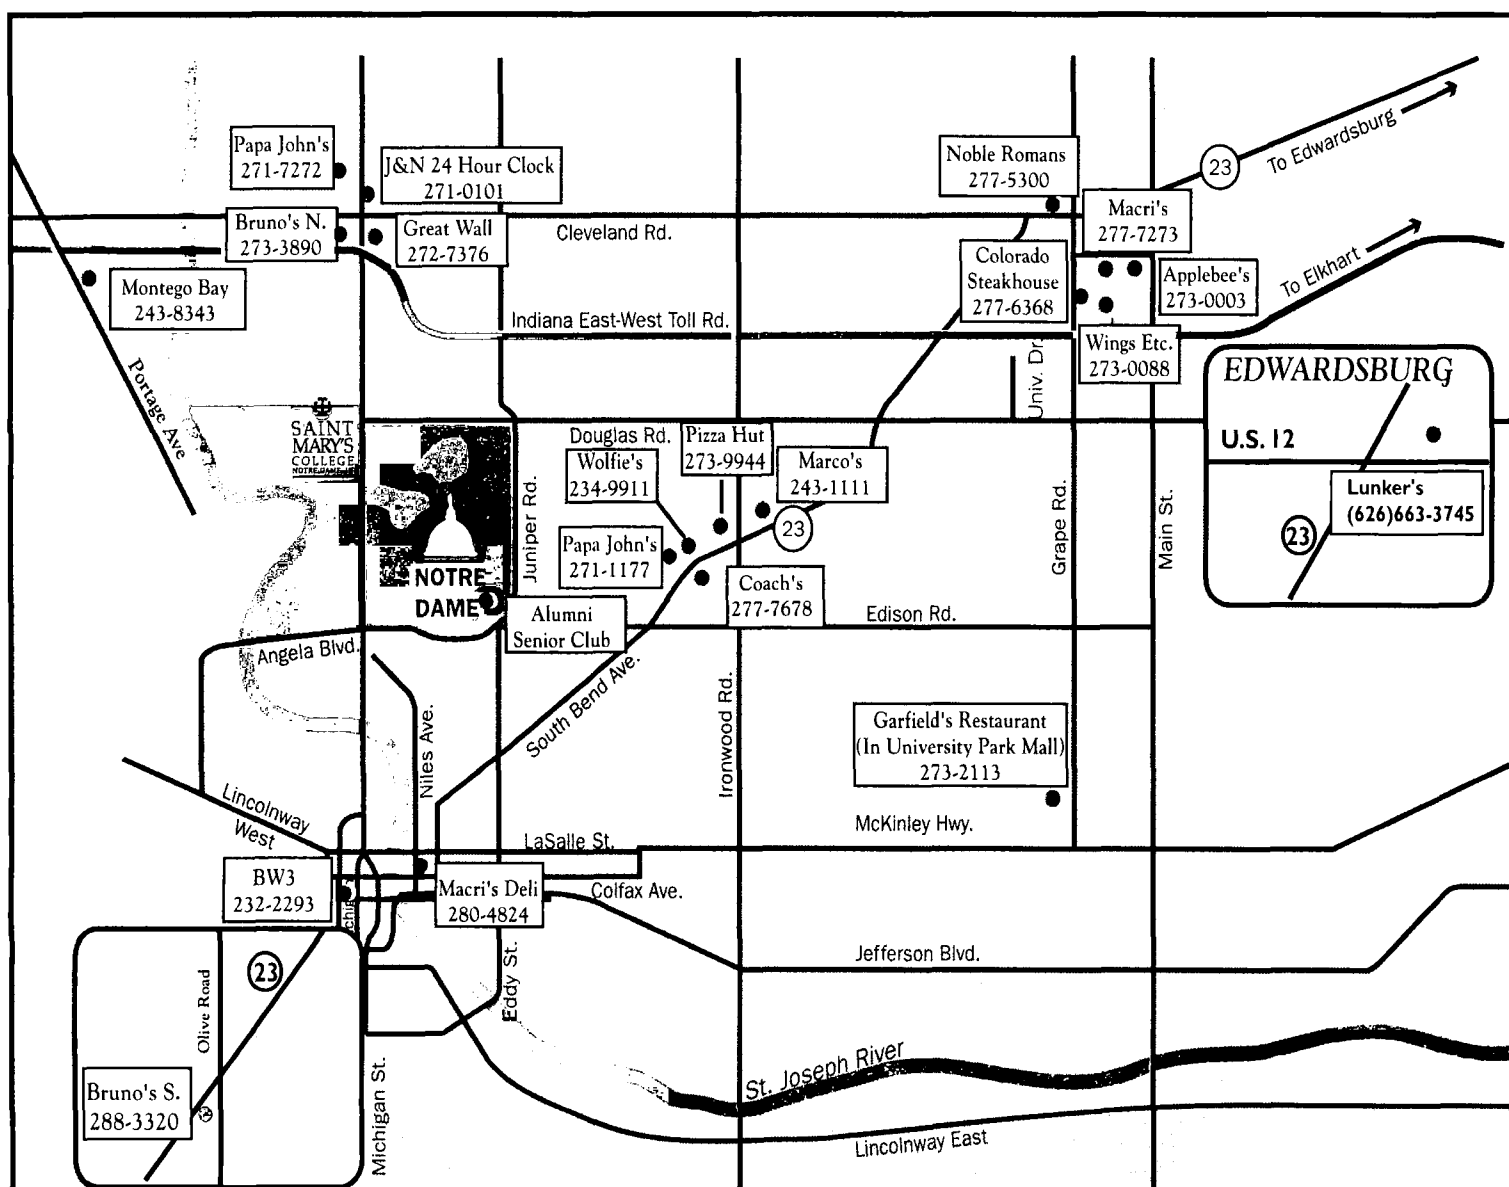 Papa John's
271-7272
J&N 24 Hour Clock
271-0101
Noble Romans
277-5300
23
To Edwardsburg
Bruno's N.
273-3890
Great Wall
272-7376
Cleveland Rd.
Macri's
277-7273
Colorado
Steakhouse
277-6368
Applebee's
273-0003
To Elkhart
Montego Bay
243-8343
Indiana East-West Toll Rd.
Wings Etc.
273-0088
Univ. Dr.
Portage Ave
EDWARDSBURG
U.S. 12
Lunker's
(626)663-3745
23
SAINT
MARY'S
COLLEGE
NOTRE DAME, IN
Douglas Rd.
Pizza Hut
273-9944
Wolfie's
234-9911
Marco's
243-1111
23
Juniper Rd.
Grape Rd.
Main St.
Papa John's
271-1177
Coach's
277-7678
NOTRE
DAME
Alumni
Senior Club
Edison Rd.
Angela Blvd.
South Bend Ave.
Ironwood Rd.
Niles Ave.
Garfield's Restaurant
(In University Park Mall)
273-2113
Lincolnway
West
LaSalle St.
McKinley Hwy.
BW3
232-2293
Macri's Deli
280-4824
Colfax Ave.
Jefferson Blvd.
Eddy St.
23
Olive Road
Bruno's S.
288-3320
Michigan St.
St. Joseph River
Lincolnway East